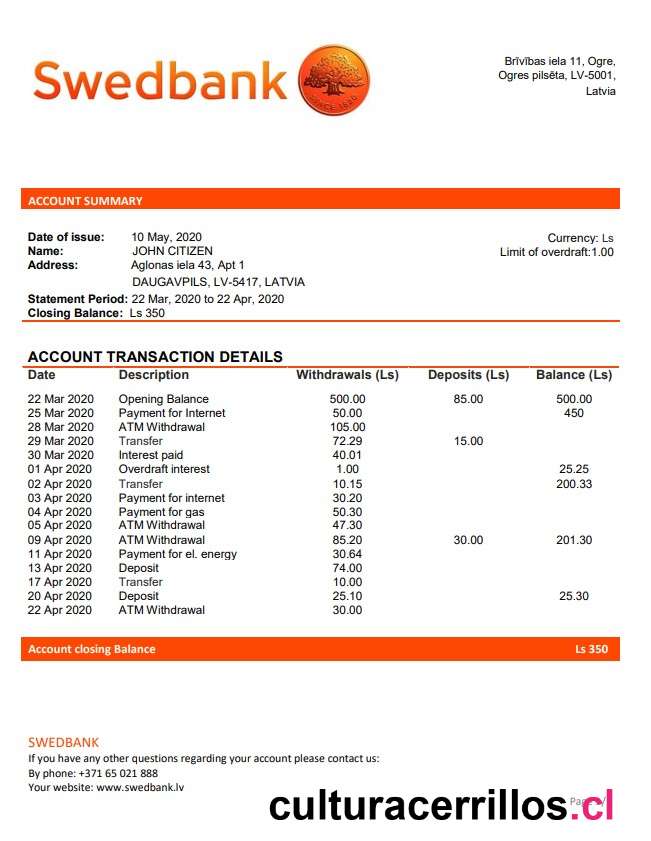 Swedbank
SINCE 1820
Brīvības iela 11, Ogre,
Ogres pilsēta, LV-5001,
Latvia
ACCOUNT SUMMARY
Date of issue: 10 May, 2020
Currency: Ls
Name: JOHN CITIZEN
Limit of overdraft:1.00
Address: Aglonas iela 43, Apt 1
DAUGAVPILS, LV-5417, LATVIA
Statement Period: 22 Mar, 2020 to 22 Apr, 2020
Closing Balance: Ls 350
ACCOUNT TRANSACTION DETAILS
Date Description Withdrawals (Ls) Deposits (Ls) Balance (Ls)
22 Mar 2020 Opening Balance 500.00 85.00 500.00
25 Mar 2020 Payment for Internet 50.00 450
28 Mar 2020 ATM Withdrawal 105.00
29 Mar 2020 Transfer 72.29 15.00
30 Mar 2020 Interest paid 40.01
01 Apr 2020 Overdraft interest 1.00 25.25
02 Apr 2020 Transfer 10.15 200.33
03 Apr 2020 Payment for internet 30.20
04 Apr 2020 Payment for gas 50.30
05 Apr 2020 ATM Withdrawal 47.30
09 Apr 2020 ATM Withdrawal 85.20 30.00 201.30
11 Apr 2020 Payment for el. energy 30.64
13 Apr 2020 Deposit 74.00
17 Apr 2020 Transfer 10.00
20 Apr 2020 Deposit 25.10 25.30
22 Apr 2020 ATM Withdrawal 30.00
Account closing Balance Ls 350
SWEDBANK
If you have any other questions regarding your account please contact us:
By phone: +371 65 021 888
Your website: www.swedbank.lv
culturacerrillos.cl